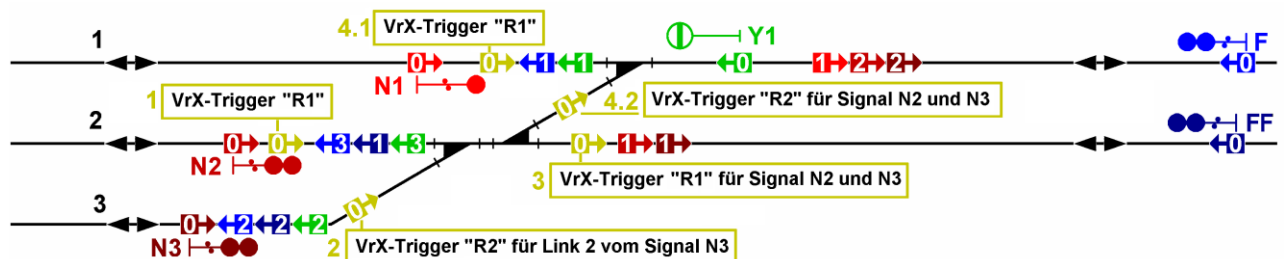 4.1 VrX-Trigger "R1"
1 Y1 F
0 0 1 1 0 1 2 2 0
N1
1 VrX-Trigger "R1" 0 4.2 VrX-Trigger "R2" für Signal N2 und N3
2 FF
0 0 3 1 3 0 1 1 0
N2
3 VrX-Trigger "R1" für Signal N2 und N3
3 0
0 2 2 2
N3 2 VrX-Trigger "R2" für Link 2 vom Signal N3